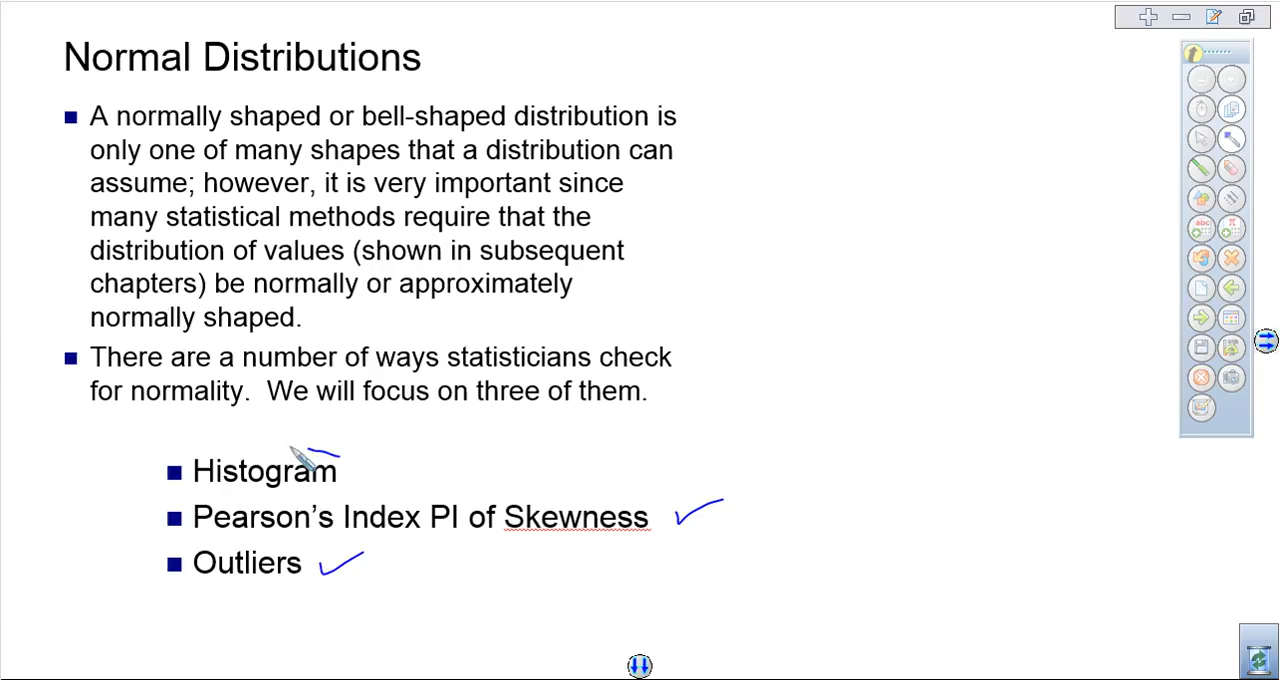 Normal Distributions
A normally shaped or bell-shaped distribution is
only one of many shapes that a distribution can
assume; however, it is very important since
many statistical methods require that the
distribution of values (shown in subsequent
chapters) be normally or approximately
normally shaped.
There are a number of ways statisticians check
for normality.  We will focus on three of them.
Histogram
Pearson’s Index PI of Skewness
Outliers